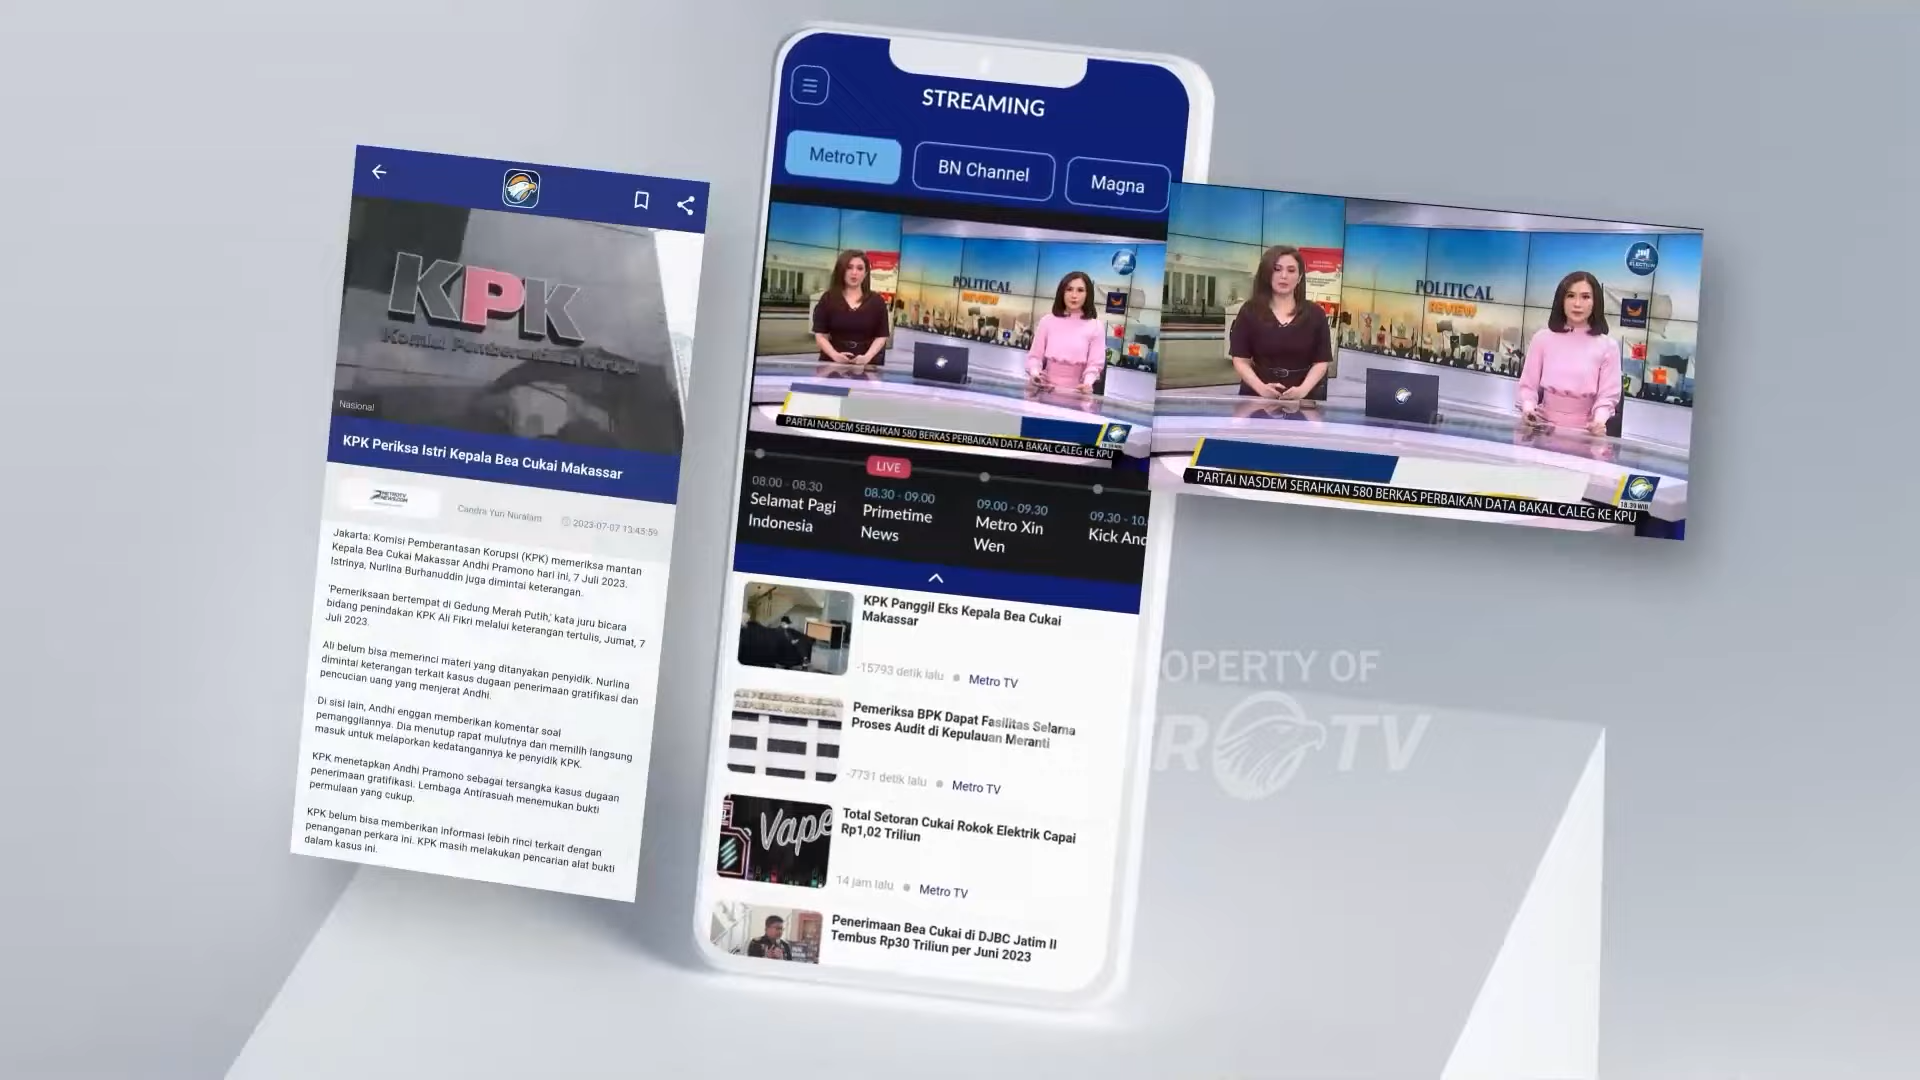 KPK
Komisi Pemberantasan Korupsi
Nasional
KPK Periksa Istri Kepala Bea Cukai Makassar
METROTV
NEWS.COM
Candra Yuri Nuralam
2023-07-07 13:45:59
Jakarta: Komisi Pemberantasan Korupsi (KPK) memeriksa mantan
Kepala Bea Cukai Makassar Andhi Pramono hari ini, 7 Juli 2023.
Istrinya, Nurlina Burhanuddin juga dimintai keterangan.
'Pemeriksaan bertempat di Gedung Merah Putih,' kata juru bicara
bidang penindakan KPK Ali Fikri melalui keterangan tertulis, Jumat, 7
Juli 2023.
Ali belum bisa memerinci materi yang ditanyakan penyidik. Nurlina
dimintai keterangan terkait kasus dugaan penerimaan gratifikasi dan
pencucian uang yang menjerat Andhi.
Di sisi lain, Andhi enggan memberikan komentar soal
pemanggilannya. Dia menutup rapat mulutnya dan memilih langsung
masuk untuk melaporkan kedatangannya ke penyidik KPK.
KPK menetapkan Andhi Pramono sebagai tersangka kasus dugaan
penerimaan gratifikasi. Lembaga Antirasuah menemukan bukti
permulaan yang cukup.
KPK belum bisa memberikan informasi lebih rinci terkait dengan
penanganan perkara ini. KPK masih melakukan pencarian alat bukti
dalam kasus ini.
STREAMING
MetroTV
BN Channel
Magna
POLITICAL
REVIEW
PARTAI NASDEM SERAHKAN 580 BERKAS PERBAIKAN DATA BAKAL CALEG KE KPU
18:39 WIB
LIVE
08.00 - 08.30
Selamat Pagi
Indonesia
08.30 - 09.00
Primetime
News
09.00 - 09.30
Metro Xin
Wen
09.30 - 10.
Kick And
KPK Panggil Eks Kepala Bea Cukai
Makassar
-15793 detik lalu
Metro TV
Pemeriksa BPK Dapat Fasilitas Selama
Proses Audit di Kepulauan Meranti
-7731 detik lalu
Metro TV
Vape
Total Setoran Cukai Rokok Elektrik Capai
Rp1,02 Triliun
14 jam lalu
Metro TV
Penerimaan Bea Cukai di DJBC Jatim II
Tembus Rp30 Triliun per Juni 2023
ELECTION
POLITICAL
REVIEW
PARTAI NASDEM SERAHKAN 580 BERKAS PERBAIKAN DATA BAKAL CALEG KE KPU
18:39 WIB
OPERTY OF
R TV